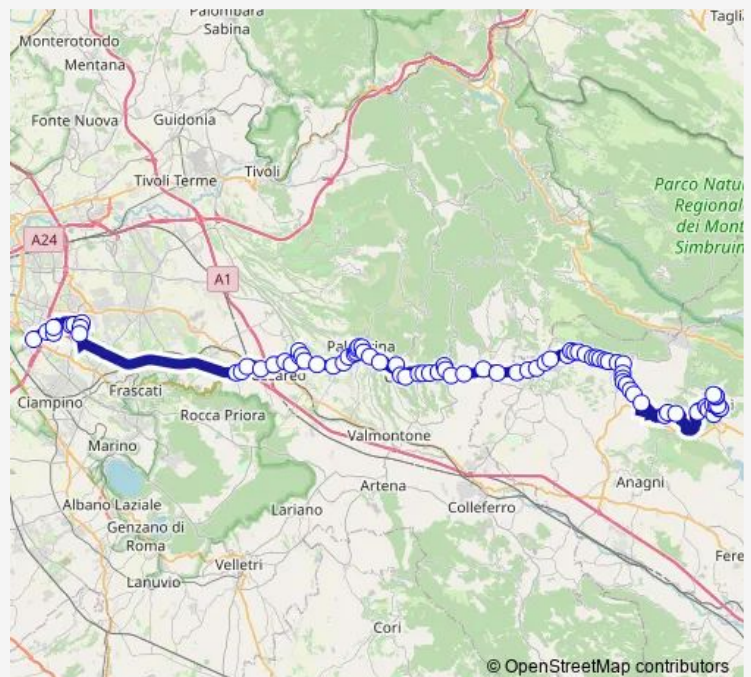 Palombara
Sabina
Monterotondo
Mentana
Fonte Nuova
Guidonia
Tivoli Terme
Tivoli
Parco Natu
Regional
dei Mont
Simbruin
A24
A1
Frascati
Ciampino
Rocca Priora
Marino
Valmontone
Anagni
Artena
Colleferro
Albano Laziale
Lariano
Genzano di
Roma
Fere
Velletri
Lanuvio
Cori
© OpenStreetMap contributors